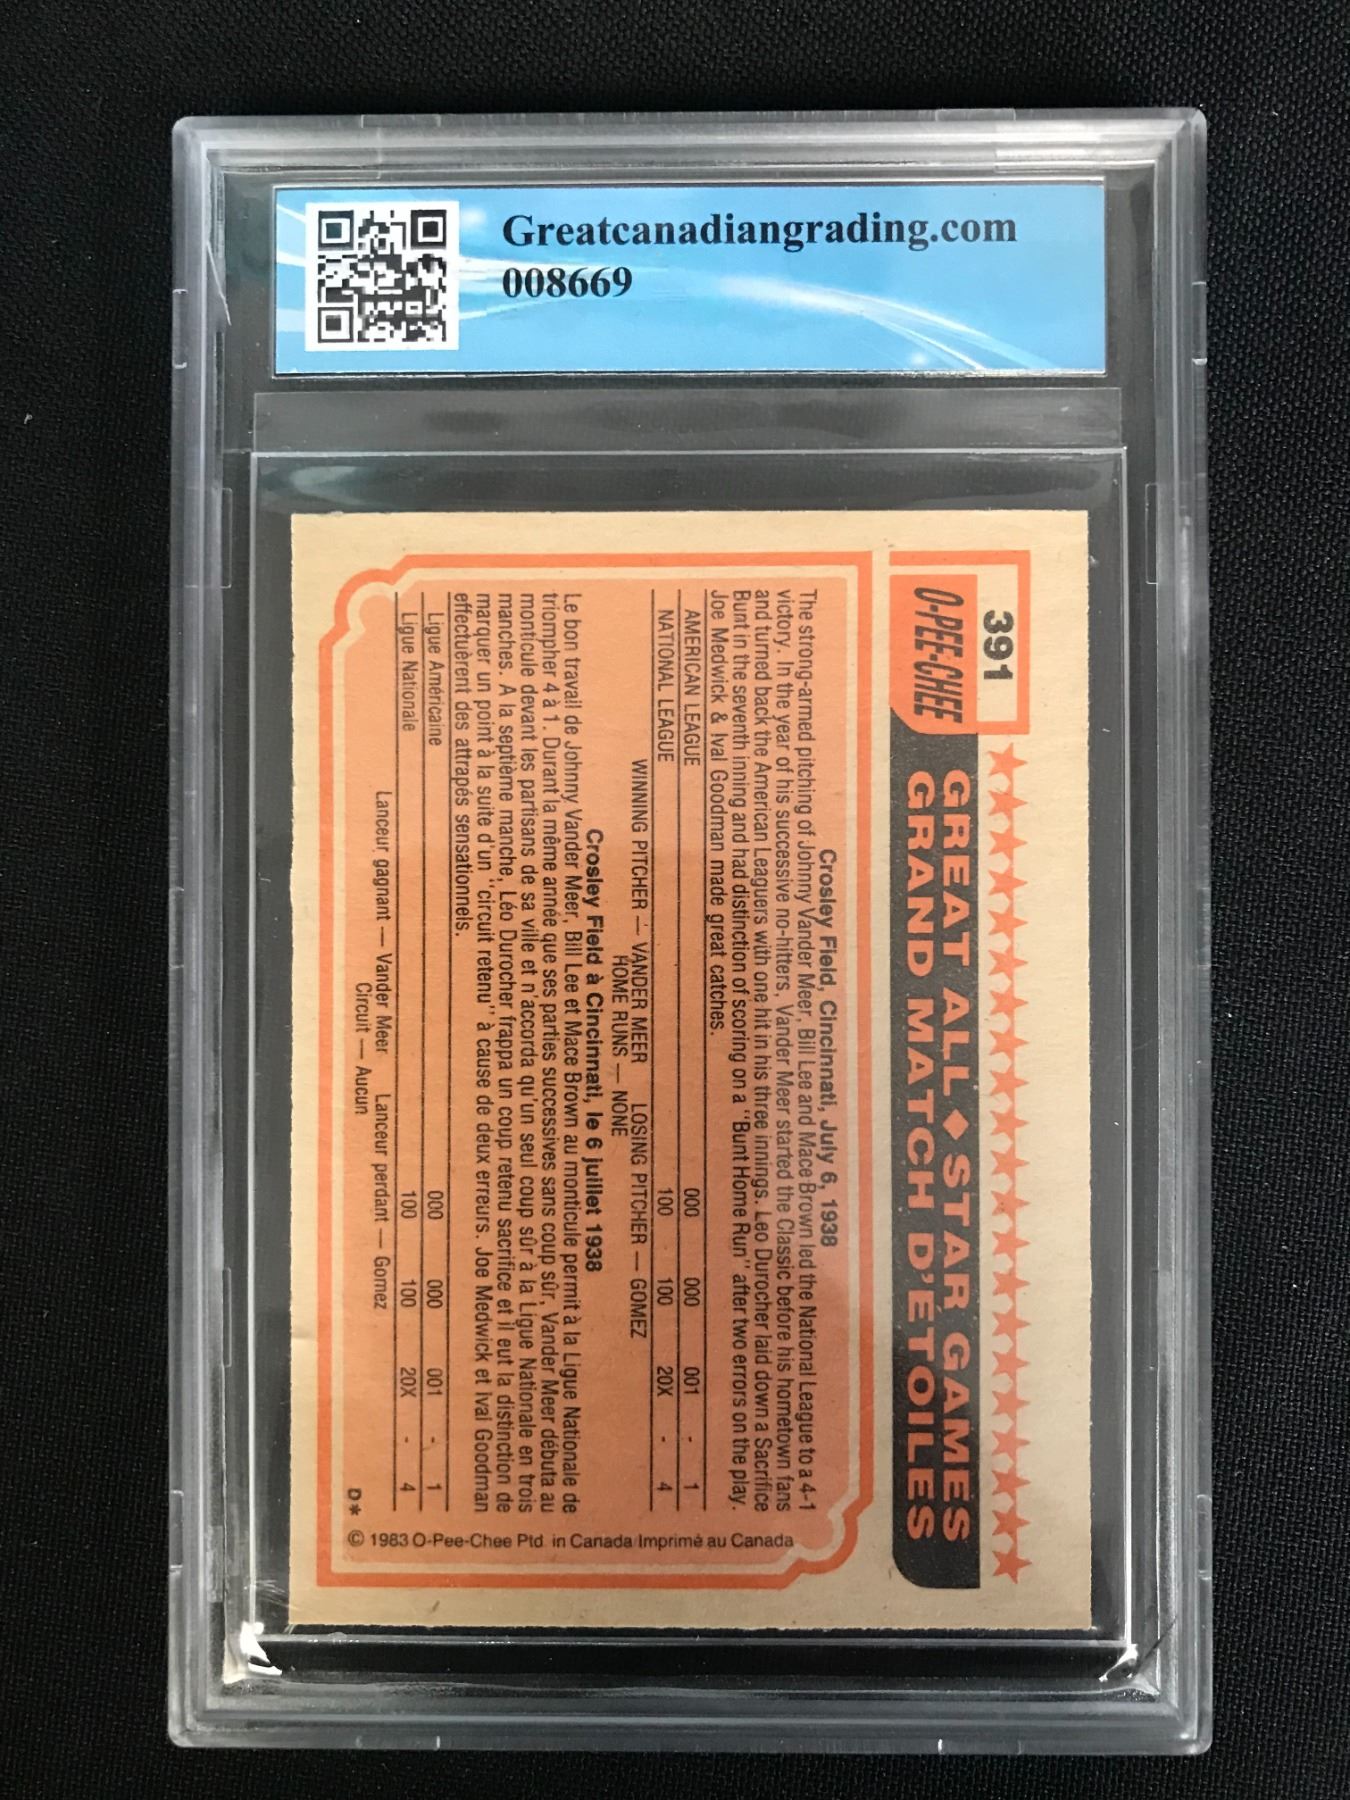 Greatcanadiangrading.com
008669
391
O-PEE-CHEE
GREAT ALL◆STAR GAMES
GRAND MATCH D'ETOILES
Crosley Field, Cincinnati, July 6, 1938
The strong-armed pitching of Johnny Vander Meer, Bill Lee and Mace Brown led the National League to a 4-1
victory. In the year of his successive no-hitters, Vander Meer started the Classic before his hometown fans
and turned back the American Leaguers with one hit in his three innings. Leo Durocher laid down a Sacrifice
Bunt in the seventh inning and had distinction of scoring on a "Bunt Home Run" after two errors on the play.
Joe Medwick & Ival Goodman made great catches.
AMERICAN LEAGUE 000 000 001 - 1
NATIONAL LEAGUE 100 100 20X - 4
WINNING PITCHER — VANDER MEER LOSING PITCHER — GOMEZ
HOME RUNS — NONE
Crosley Field à Cincinnati, le 6 juillet 1938
Le bon travail de Johnny Vander Meer, Bill Lee et Mace Brown au monticule permit à la Ligue Nationale de
triompher 4 à 1. Durant la même année que ses parties successives sans coup sûr, Vander Meer débuta au
monticule devant les partisans de sa ville et n'accorda qu'un seul coup sûr à la Ligue Nationale en trois
manches. A la septième manche, Léo Durocher frappa un coup retenu sacrifice et il eut la distinction de
marquer un point à la suite d'un "circuit retenu" à cause de deux erreurs. Joe Medwick et Ival Goodman
effectuèrent des attrapés sensationnels.
Ligue Américaine 000 000 001 - 1
Ligue Nationale 100 100 20X - 4
Lanceur gagnant — Vander Meer Lanceur perdant — Gomez
Circuit — Aucun
D*
© 1983 O-Pee-Chee Ptd. in Canada/Imprimé au Canada